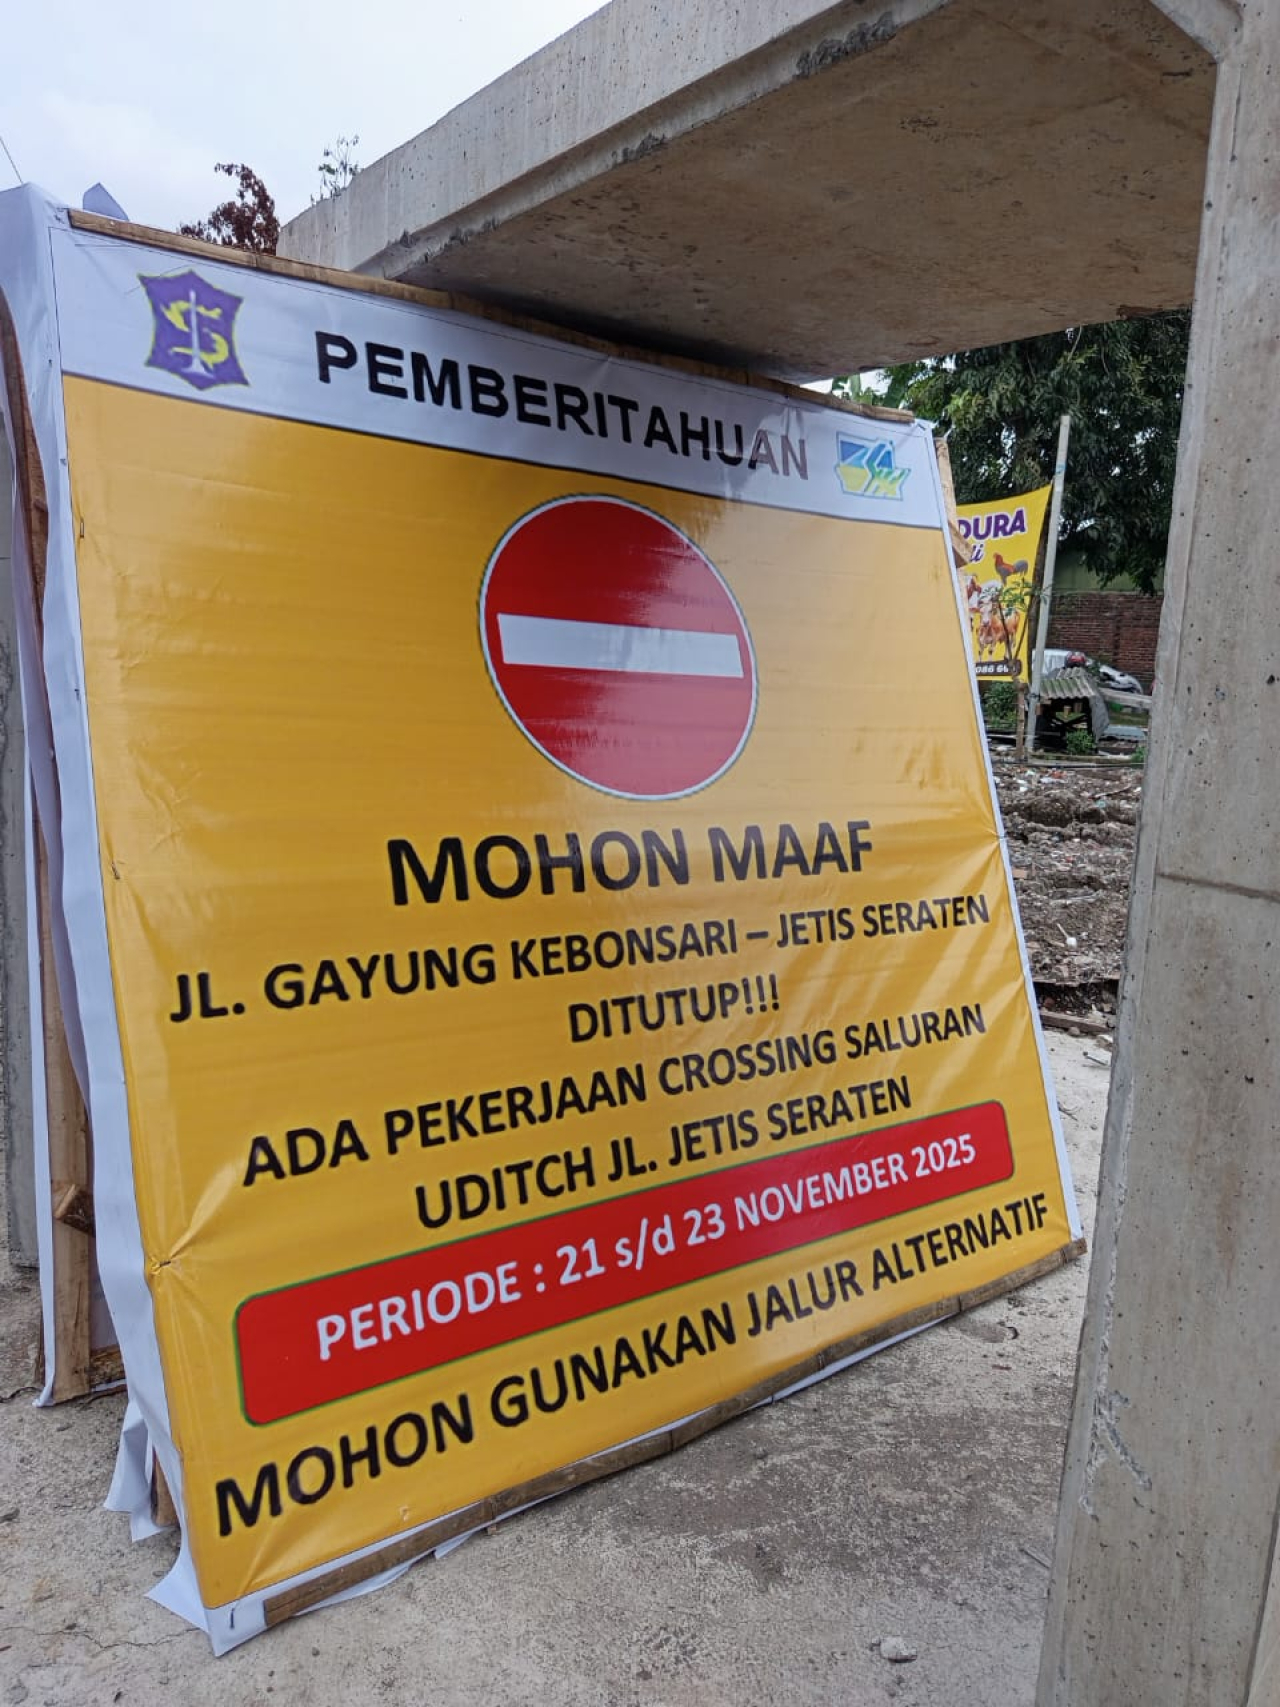 PEMBERITAHUAN
MOHON MAAF
JL. GAYUNG KEBONSARI – JETIS SERATEN
DITUTUP!!!
ADA PEKERJAAN CROSSING SALURAN
UDITCH JL. JETIS SERATEN
PERIODE : 21 s/d 23 NOVEMBER 2025
MOHON GUNAKAN JALUR ALTERNATIF
DURA